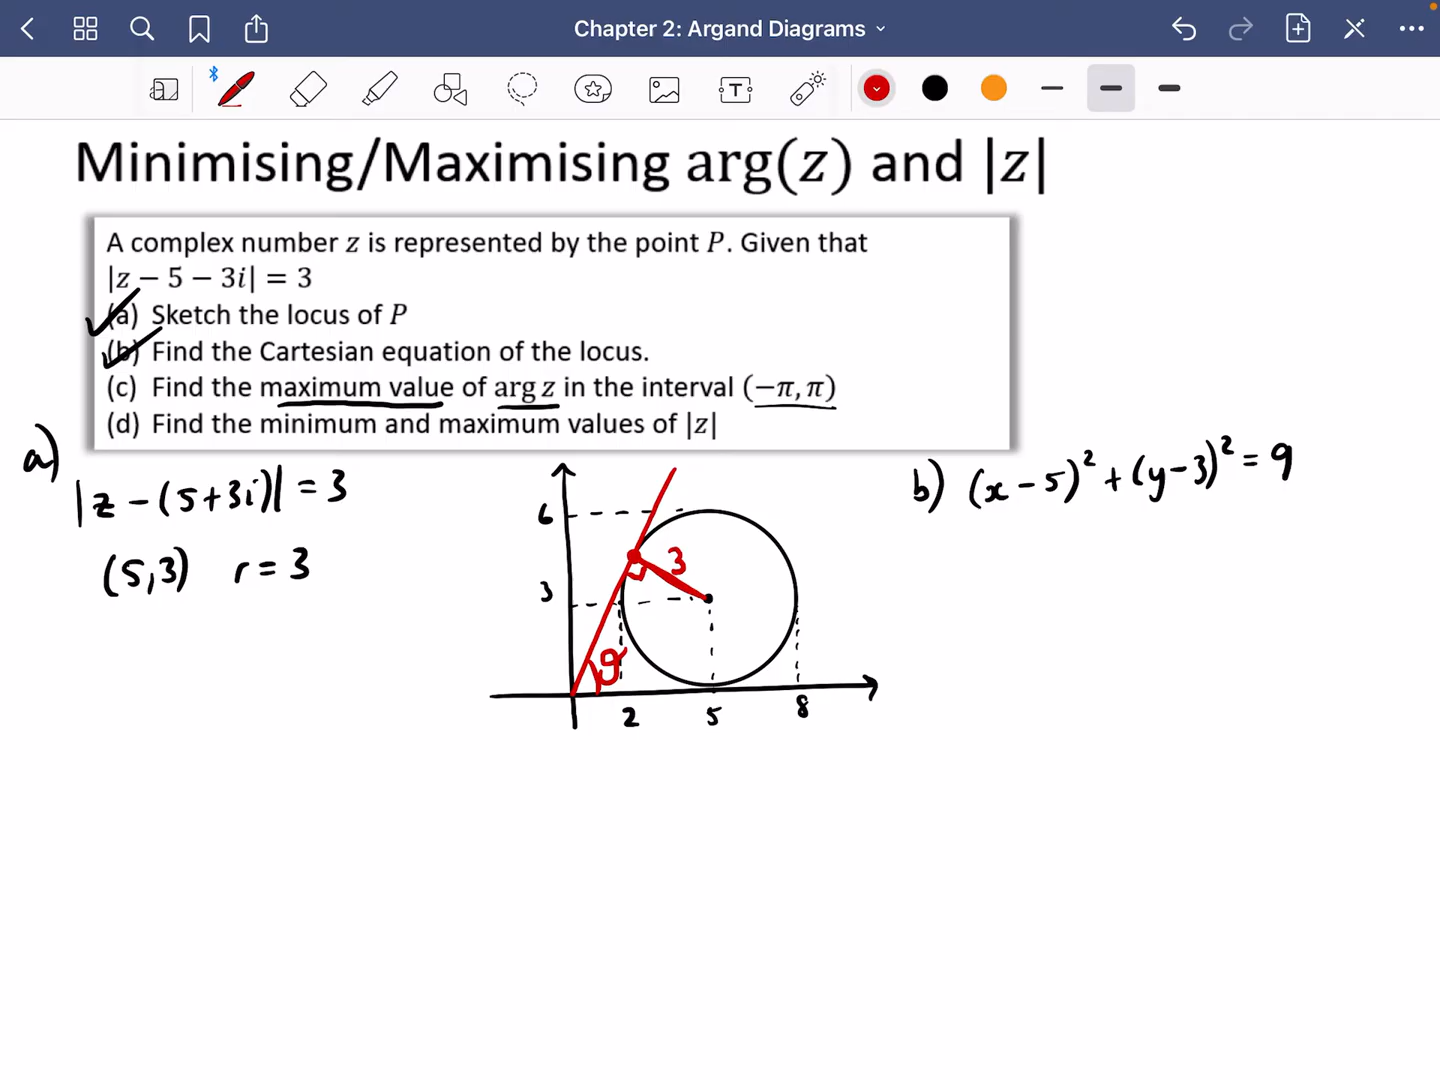 Chapter 2: Argand Diagrams
Minimising/Maximising arg(z) and |z|
A complex number z is represented by the point P. Given that
|z − 5 − 3i| = 3
(a) Sketch the locus of P
(b) Find the Cartesian equation of the locus.
(c) Find the maximum value of arg z in the interval (−π, π)
(d) Find the minimum and maximum values of |z|
a)
|z − (5+3i)| = 3
(5,3) r = 3
b) (x − 5)² + (y − 3)² = 9
6
3
3
θ
2 5 8